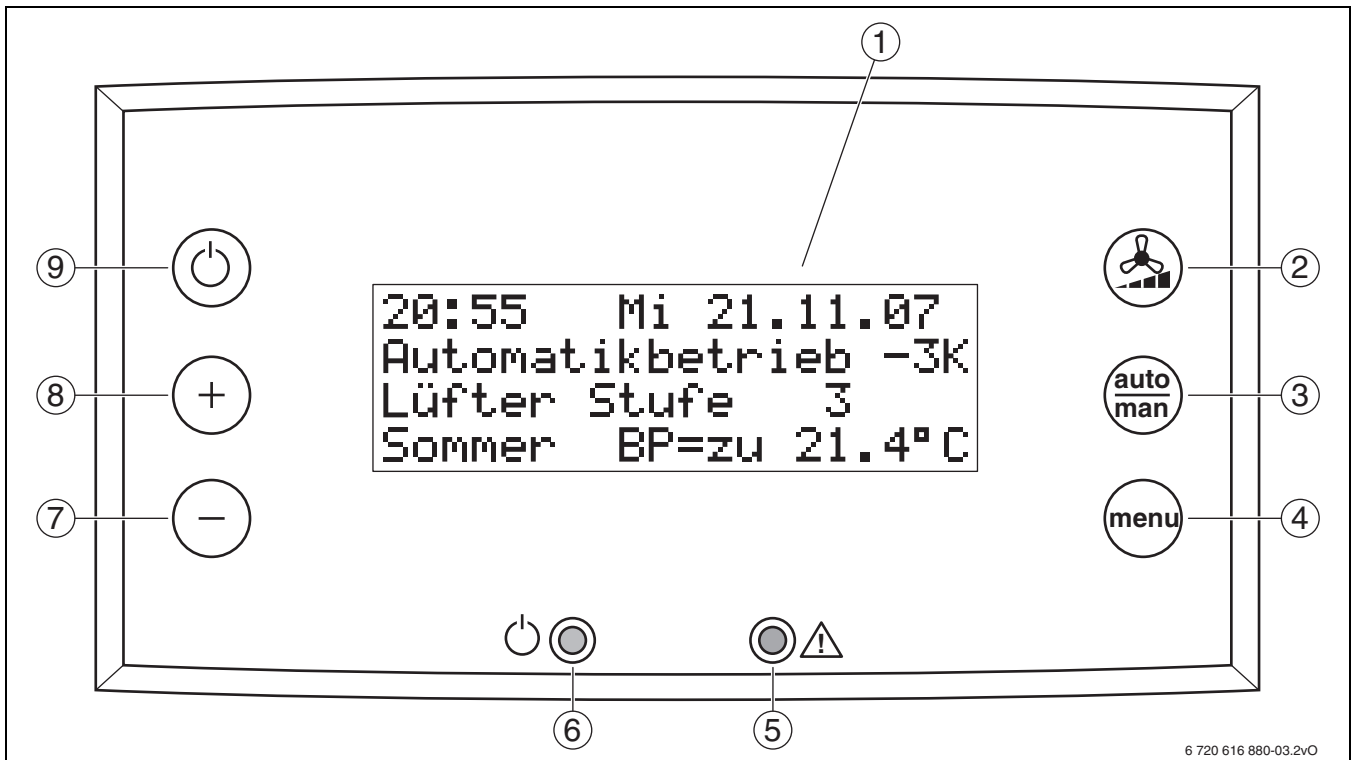 1
20:55 Mi 21.11.07
Automatikbetrieb -3K
Lüfter Stufe 3
Sommer BP=zu 21.4°C
9
8
+
7
−
2
auto
man
3
menu
4
6
5
6 720 616 880-03.2vO